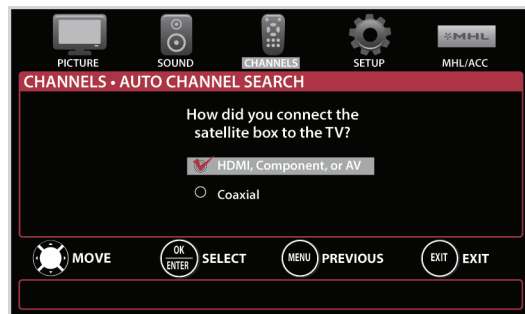 PICTURE SOUND CHANNELS SETUP MHL/ACC
MHL
CHANNELS • AUTO CHANNEL SEARCH
How did you connect the
satellite box to the TV?
HDMI, Component, or AV
Coaxial
MOVE OK ENTER SELECT MENU PREVIOUS EXIT EXIT